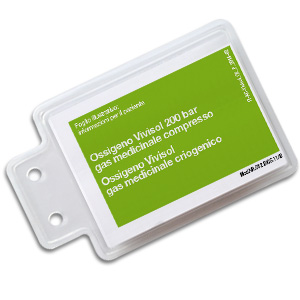 Foglio illustrativo:
informazioni per il paziente
Ossigeno Vivisol 200 bar
gas medicinale compresso
Ossigeno Vivisol
gas medicinale criogenico